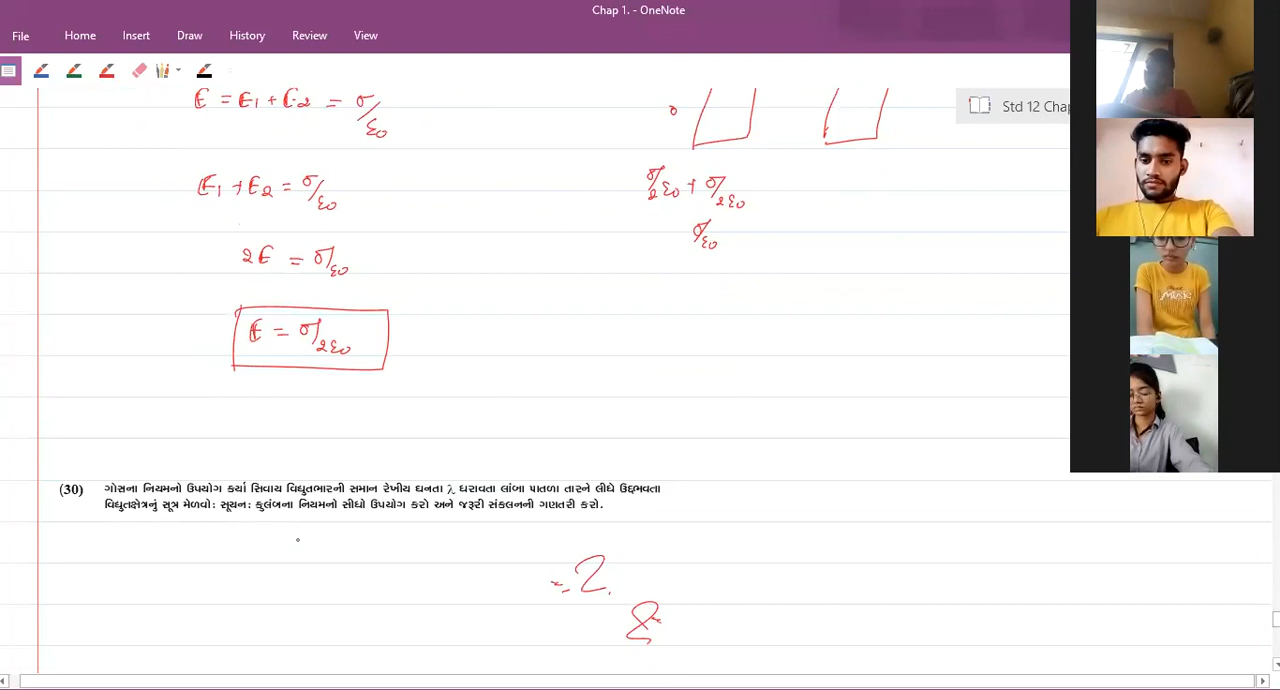 Chap 1. - OneNote
File Home Insert Draw History Review View
Std 12 Chap
E = E1 + E2 = σ/ε0
E1 + E2 = σ/ε0
2E = σ/ε0
E = σ/2ε0
σ
σ/2ε0 + σ/2ε0
σ/ε0
(30) ગોસના નિયમનો ઉપયોગ કર્યા સિવાય વિદ્યુતભારની સમાન રેખીય ઘનતા λ ધરાવતા લાંબા પાતળા તારને લીધે ઉદ્ભવતા
વિદ્યુતક્ષેત્રનું સૂત્ર મેળવો: સૂચન: કુલંબના નિયમનો સીધો ઉપયોગ કરો અને જરૂરી સંકલનની ગણતરી કરો.
MUSIC